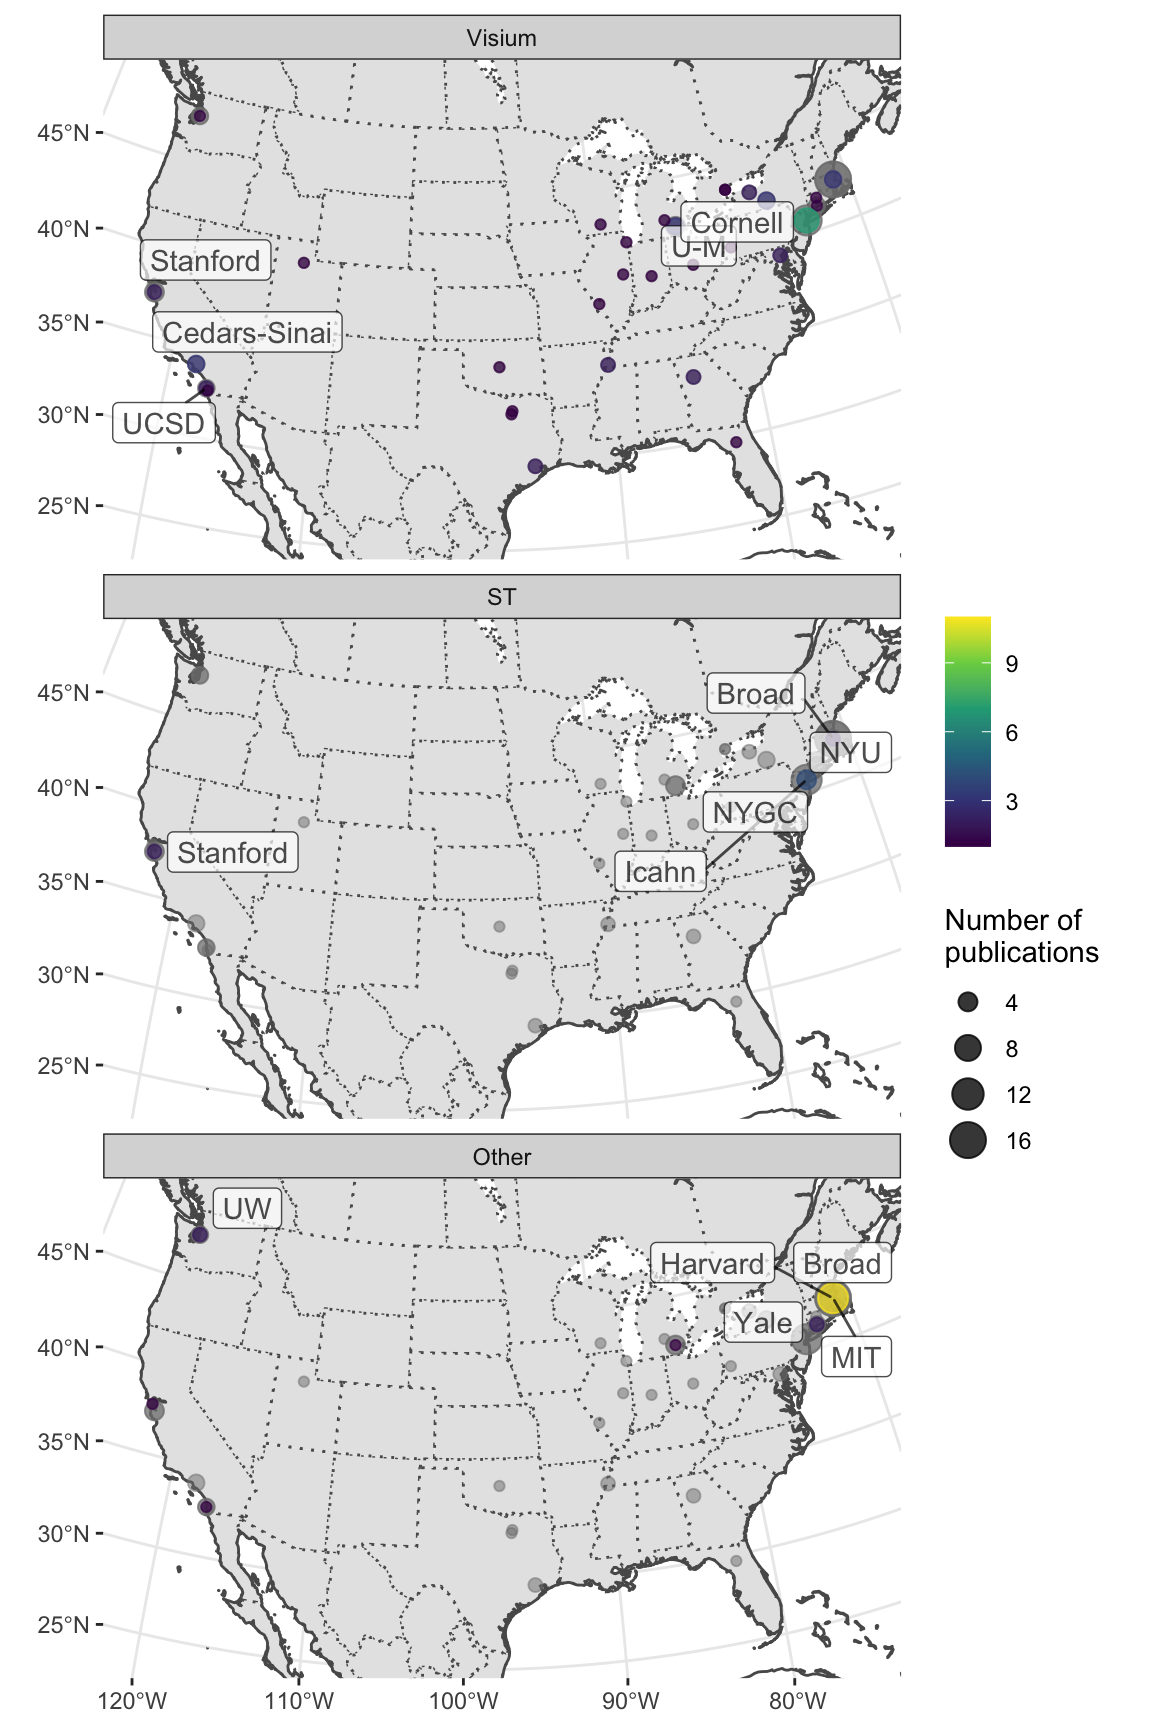 Visium
45°N
40°N
35°N
30°N
25°N
Stanford
Cedars-Sinai
UCSD
Cornell
U-M
ST
45°N
40°N
35°N
30°N
25°N
Broad
NYU
NYGC
Icahn
Stanford
9
6
3
Number of
publications
4
8
12
16
Other
45°N
40°N
35°N
30°N
25°N
UW
Harvard
Broad
Yale
MIT
120°W
110°W
100°W
90°W
80°W